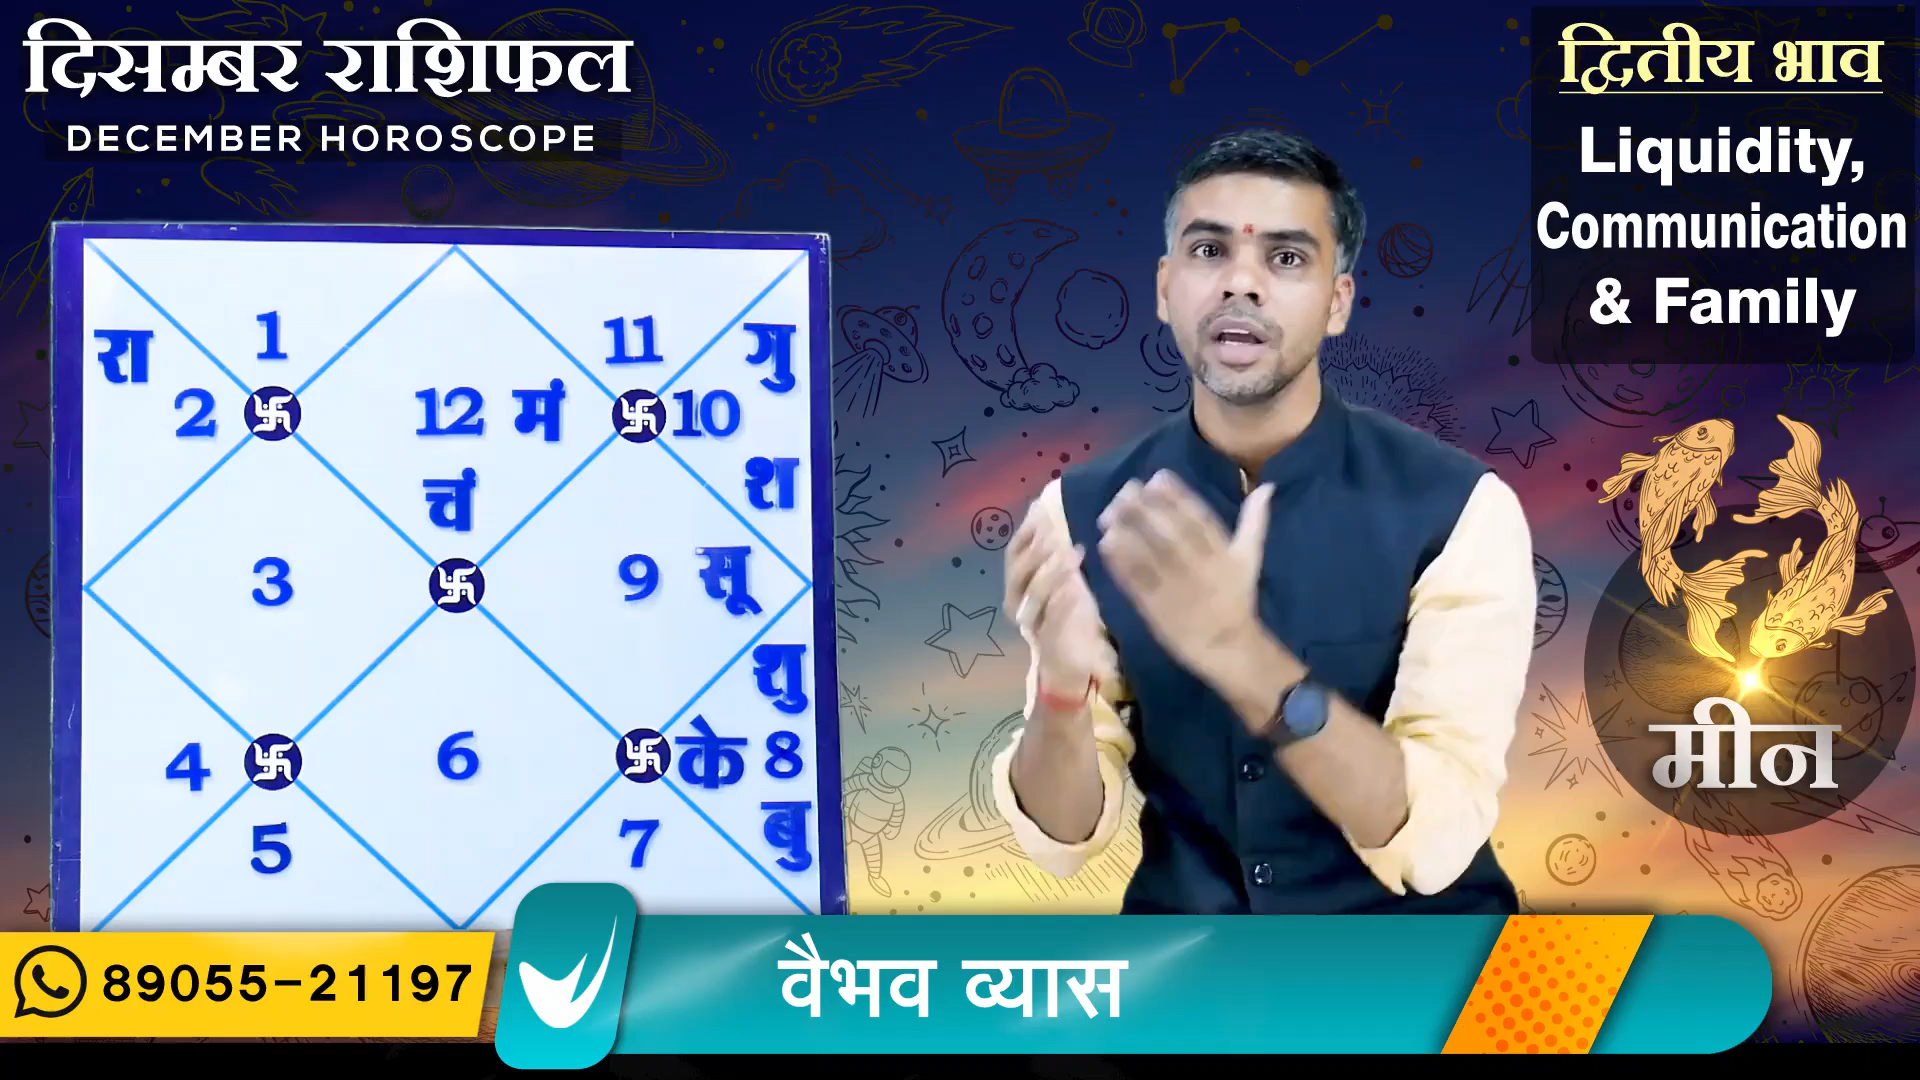 दिसम्बर राशिफल
DECEMBER HOROSCOPE
द्वितीय भाव
Liquidity,
Communication
& Family
1
11
रा
गु
2
12 मं
10
चं
श
3
9 सू
शु
4
6
के 8
बु
5
7
मीन
89055-21197
वैभव व्यास